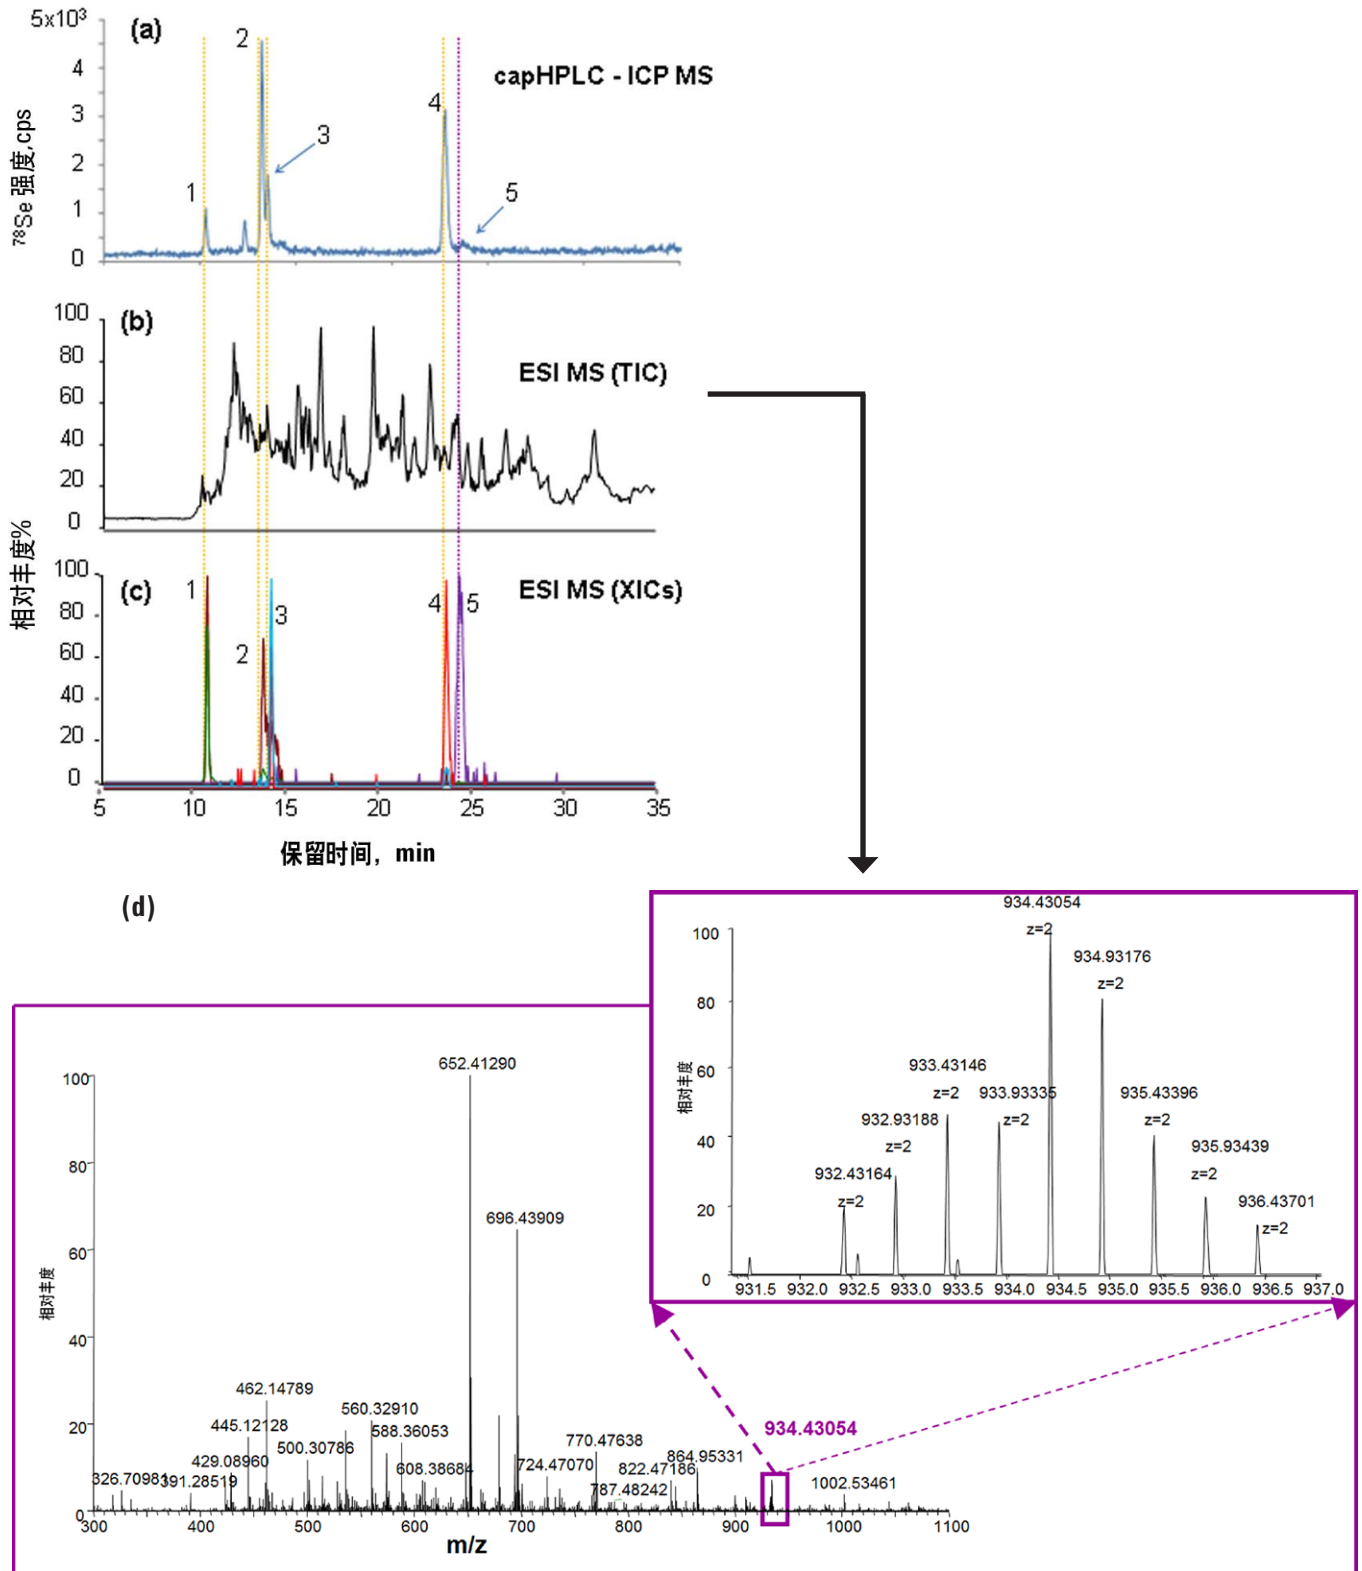 (a)
capHPLC - ICP MS
⁷⁸Se 强度,cps
5x10³
4
3
2
1
0
1
2
3
4
5
(b)
ESI MS (TIC)
100
80
60
40
20
0
相对丰度%
(c)
ESI MS (XICs)
100
80
60
40
20
0
1
2
3
4
5
5
10
15
20
25
30
35
保留时间，min
(d)
934.43054
z=2
934.93176
z=2
933.43146
z=2
933.93335
z=2
935.43396
z=2
932.93188
z=2
935.93439
z=2
932.43164
z=2
936.43701
z=2
相对丰度
100
80
60
40
20
0
931.5 932.0 932.5 933.0 933.5 934.0 934.5 935.0 935.5 936.0 936.5 937.0
652.41290
696.43909
462.14789
445.12128
560.32910
588.36053
500.30786
429.08960
326.70981
391.28519
608.38684
770.47638
724.47070
822.47186
864.95331
787.48242
934.43054
1002.53461
相对丰度
100
80
60
40
20
0
300 400 500 600 700 800 900 1000 1100
m/z